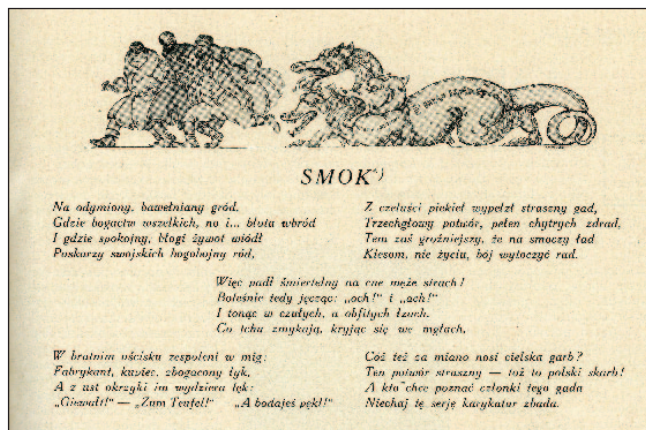 SMOK*)
Na odymiony, bawełniany gród,
Gdzie bogactw wszelkich, no i... błota wbród
I gdzie spokojny, błogi żywot wiódł
Paskarzy swojskich bogobojny ród,
Z czeluści piekieł wypełzł straszny gad,
Trzechgłowy potwór, pełen chytrych zdrad,
Tem zaś groźniejszy, że na smoczy ład
Kiesom, nie życiu, bój wytoczyć rad.
Więc padł śmiertelny na cne męże strach!
Boleśnie tedy jęcząc: „och!" i „ach!"
I tonąc w czułych, a obfitych łzach,
Co tchu zmykają, kryjąc się we mgłach,
W bratnim uścisku zespoleni w mig:
Fabrykant, kupiec, zbogacony łyk,
A z ust okrzyki im wydziera lęk:
„Giewalt!" — „Zum Teufel!" „A bodajeś pękł!"
Cóż też za miano nosi cielska garb?
Ten potwór straszny — toż to polski skarb!
A kto chce poznać członki tego gada
Niechaj tę serję karykatur zbada.